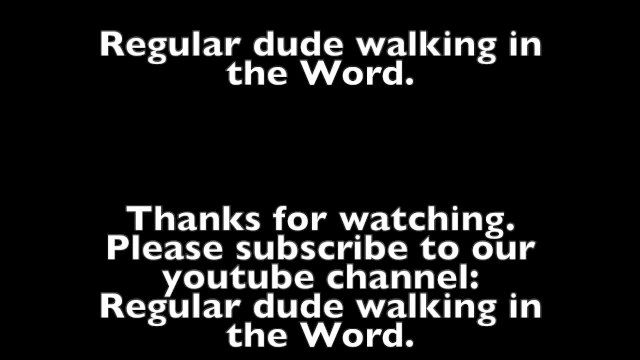 Regular dude walking in
the Word.
Thanks for watching.
Please subscribe to our
youtube channel:
Regular dude walking in
the Word.